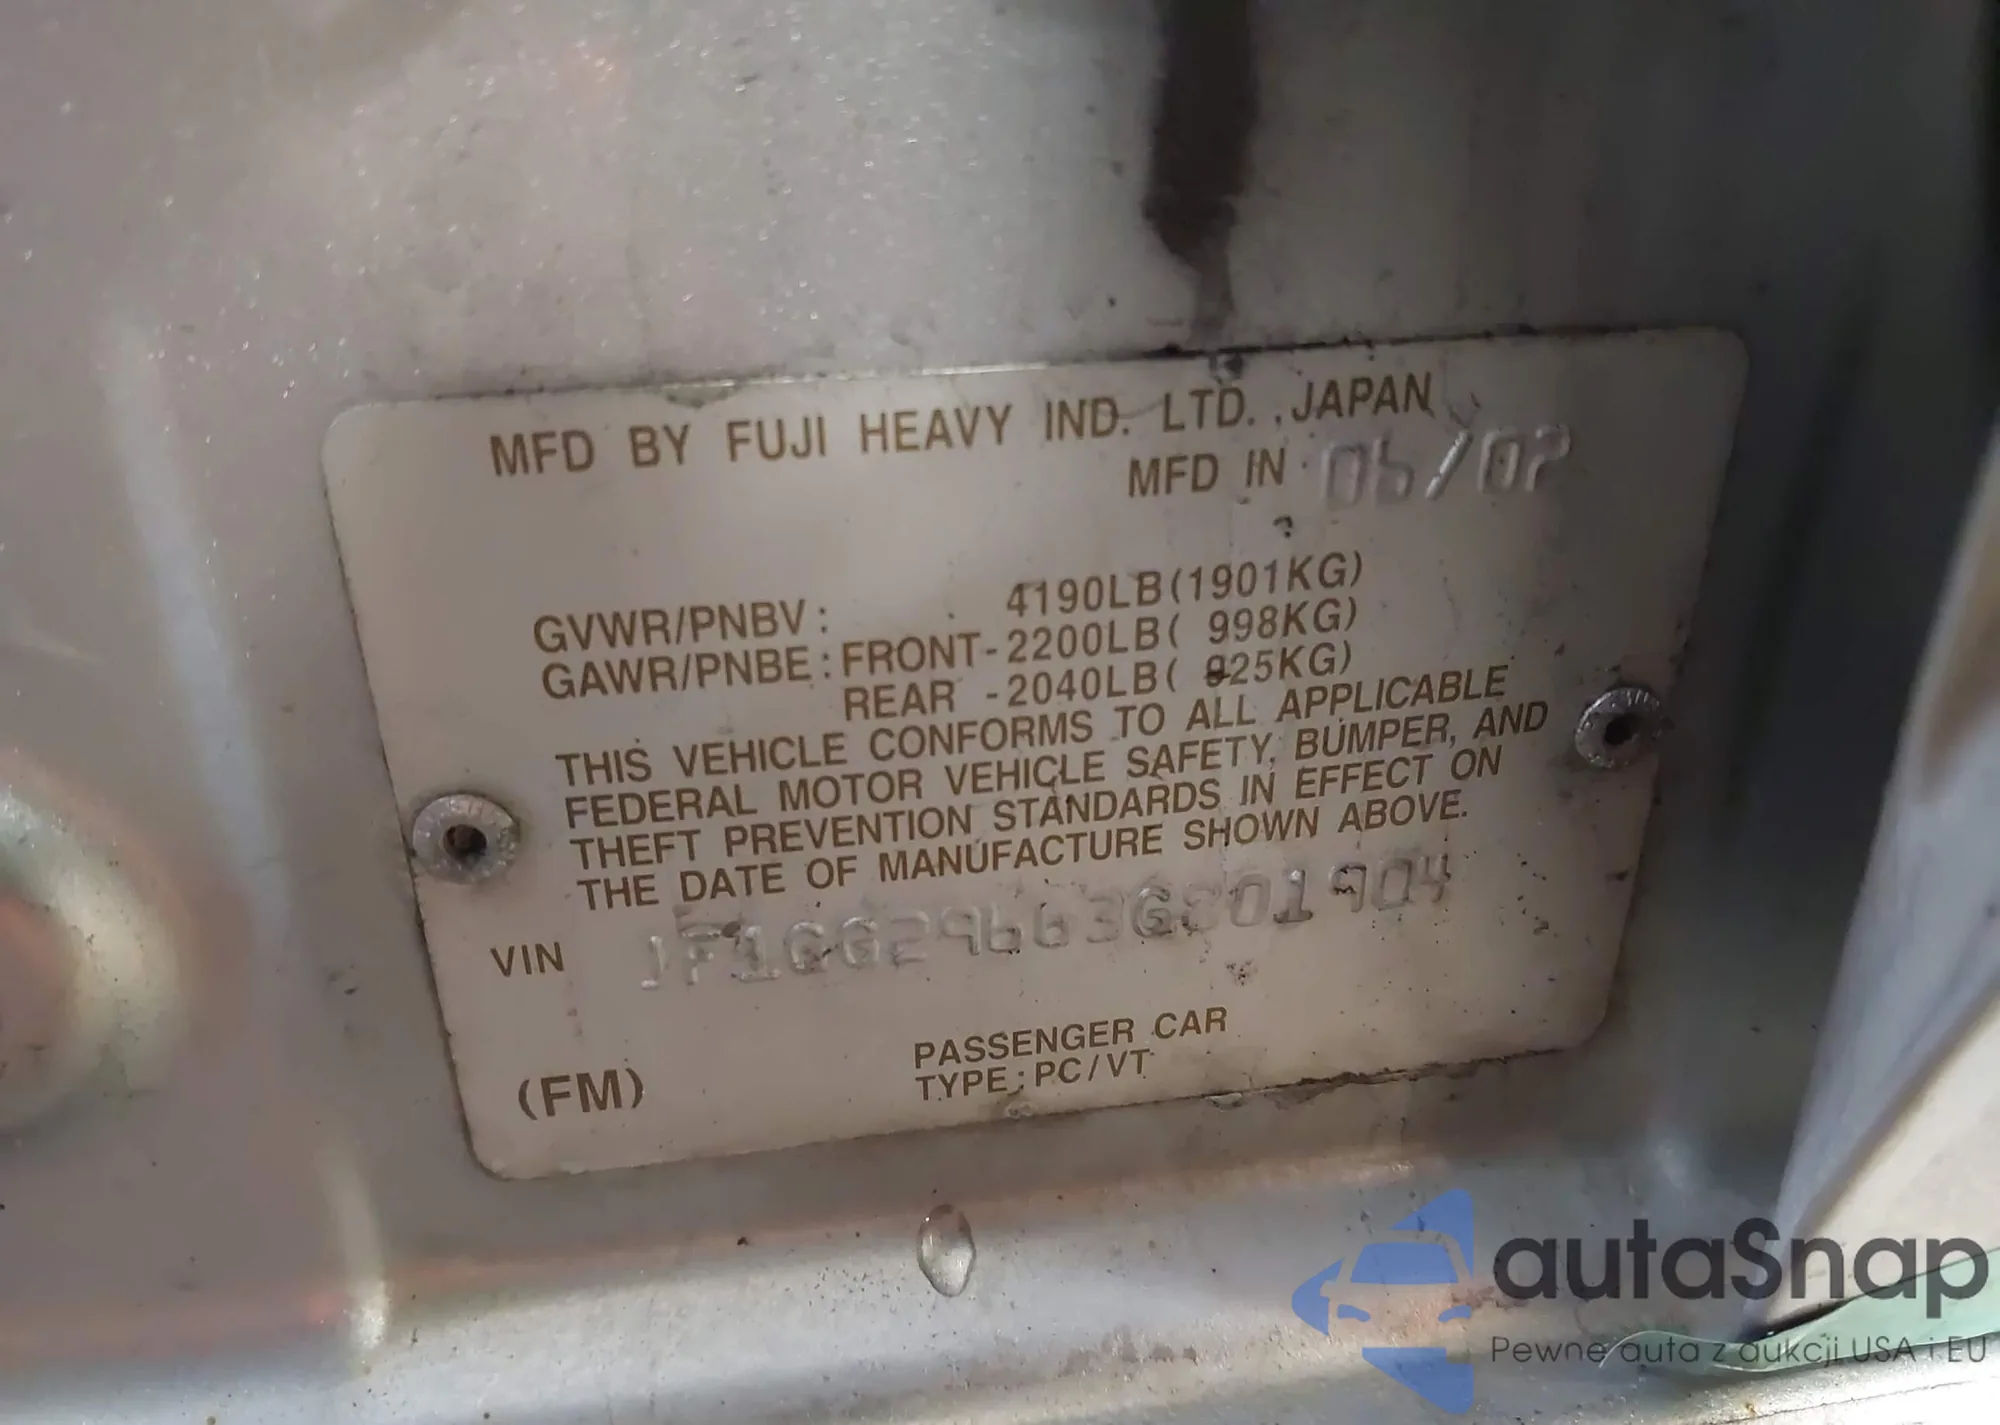 MFD BY FUJI HEAVY IND. LTD. ,JAPAN
MFD IN 06/02
GVWR/PNBV : 4190LB(1901KG)
GAWR/PNBE : FRONT-2200LB( 998KG)
REAR -2040LB( 925KG)
THIS VEHICLE CONFORMS TO ALL APPLICABLE
FEDERAL MOTOR VEHICLE SAFETY, BUMPER, AND
THEFT PREVENTION STANDARDS IN EFFECT ON
THE DATE OF MANUFACTURE SHOWN ABOVE.
VIN JF1GG29663G801904
PASSENGER CAR
(FM) TYPE : PC/VT
autaSnap
Pewne auta z aukcji USA i EU